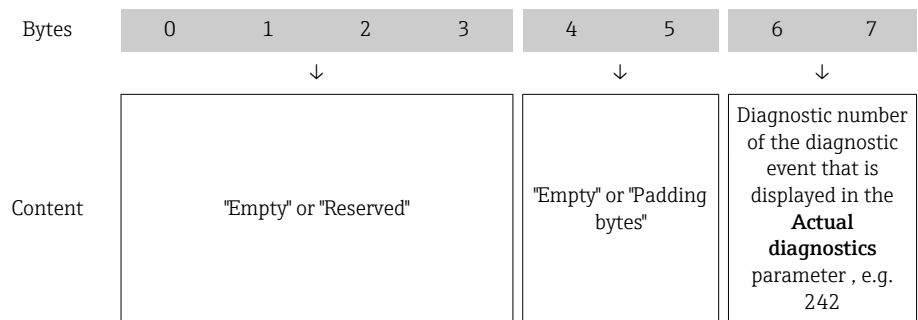 Bytes 0 1 2 3 4 5 6 7
↓ ↓ ↓
Content
"Empty" or "Reserved"
"Empty" or "Padding
bytes"
Diagnostic number
of the diagnostic
event that is
displayed in the
Actual
diagnostics
parameter , e.g.
242